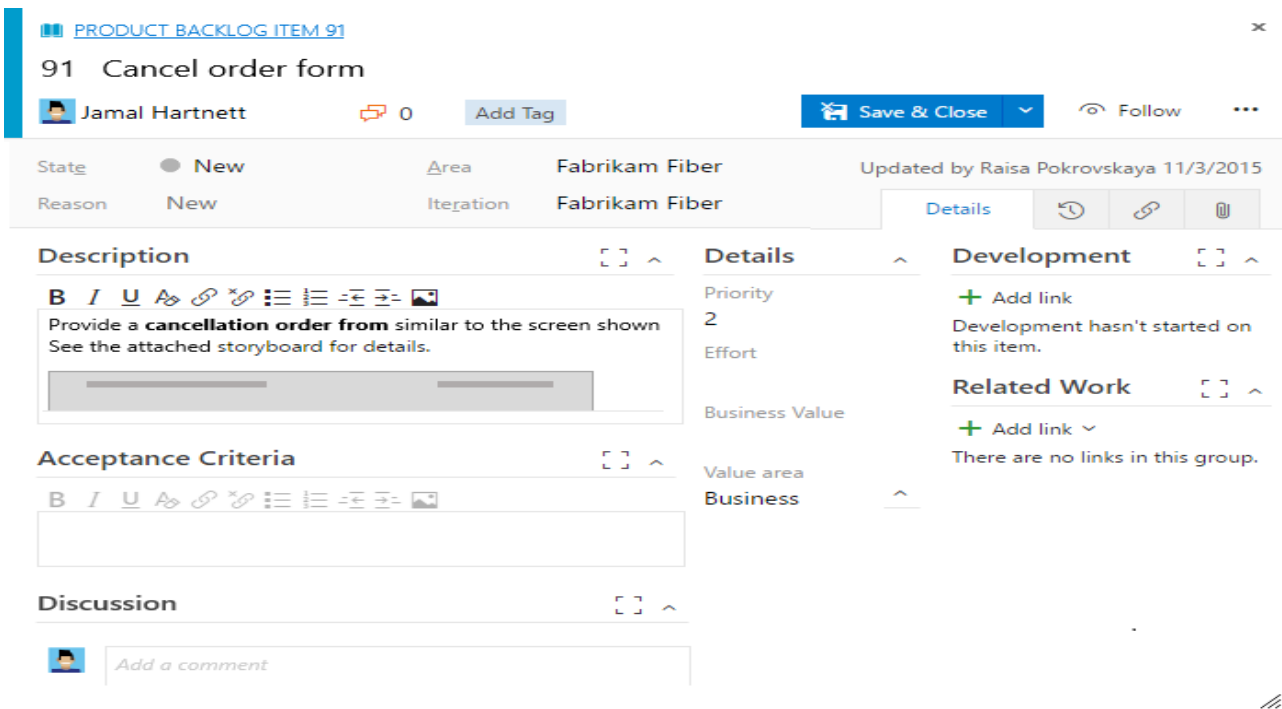 PRODUCT BACKLOG ITEM 91
×
91 Cancel order form
Jamal Hartnett 0 Add Tag Save & Close Follow ...
State New Area Fabrikam Fiber Updated by Raisa Pokrovskaya 11/3/2015
Reason New Iteration Fabrikam Fiber Details
Description
B I U
Provide a cancellation order from similar to the screen shown
See the attached storyboard for details.
Acceptance Criteria
B I U
Discussion
Add a comment
Details
Priority
2
Effort
Business Value
Value area
Business
Development
Add link
Development hasn't started on
this item.
Related Work
Add link
There are no links in this group.